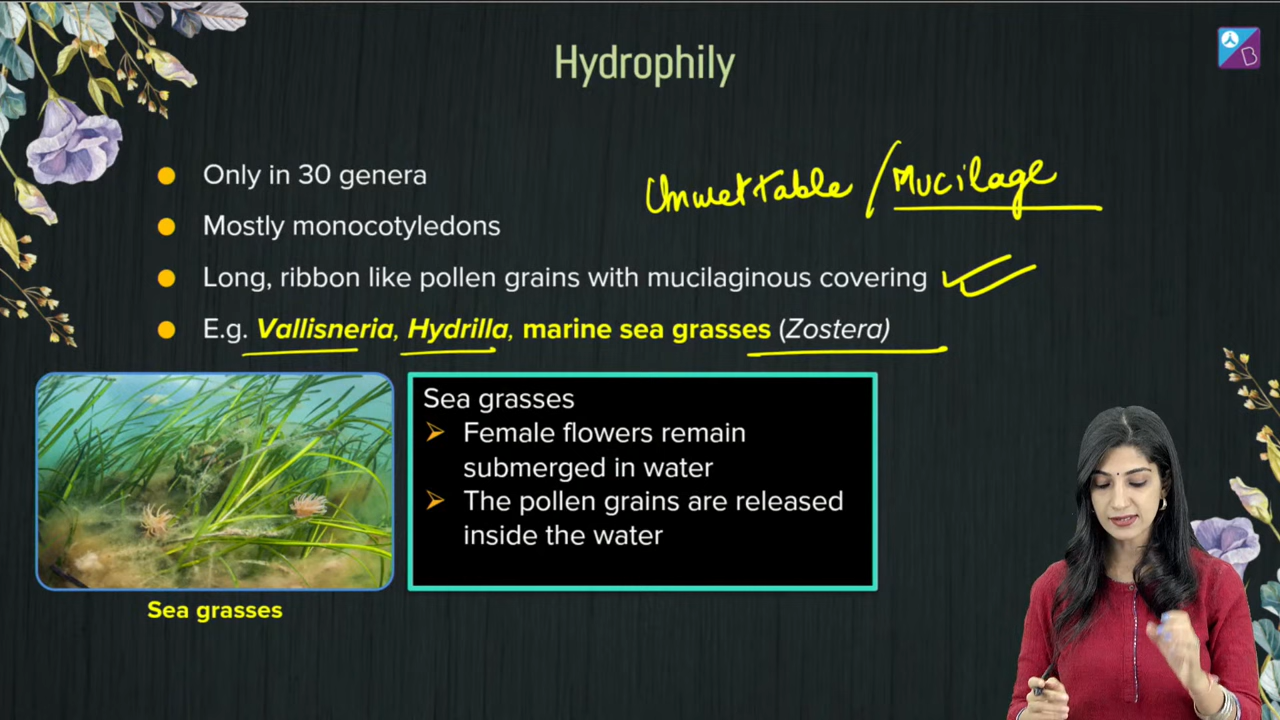 Hydrophily
Only in 30 genera
Unwettable / Mucilage
Mostly monocotyledons
Long, ribbon like pollen grains with mucilaginous covering
E.g. Vallisneria, Hydrilla, marine sea grasses (Zostera)
Sea grasses
Female flowers remain
submerged in water
The pollen grains are released
inside the water
Sea grasses
B